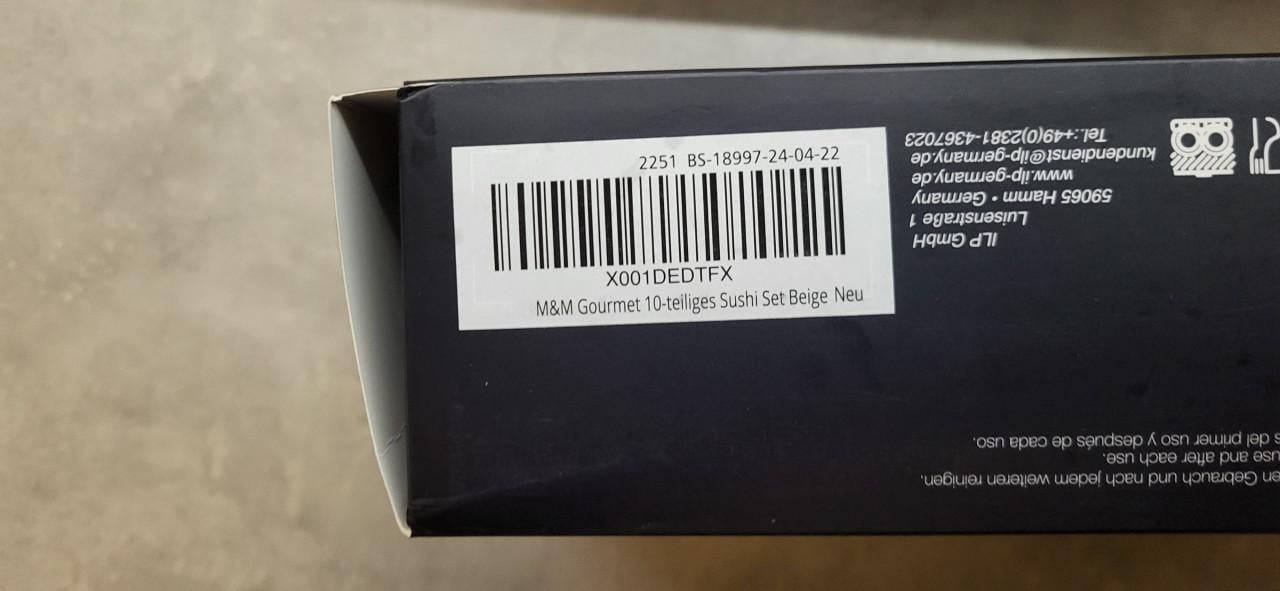 2251 BS-18997-24-04-22
X001DEDTFX
M&M Gourmet 10-teiliges Sushi Set Beige Neu
ILP GmbH
Luisenstraße 1
59065 Hamm • Germany
www.ilp-germany.de
kundendienst@ilp-germany.de
Tel.:+49(0)2381-4367023
Gebrauch und nach jedem weiteren reinigen.
use and after each use.
del primer uso y después de cada uso.